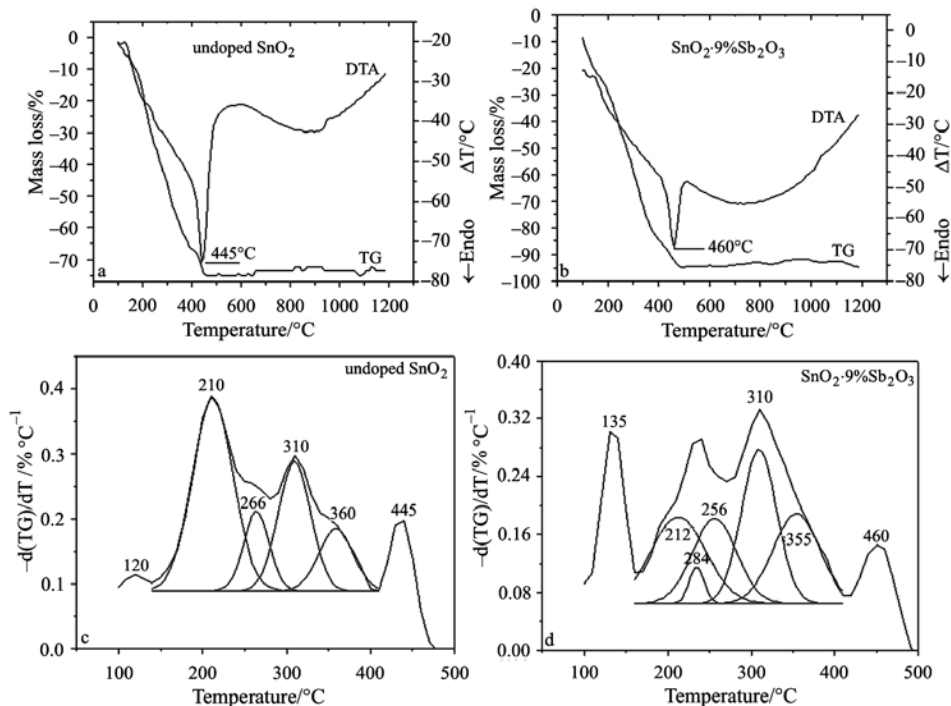 undoped SnO₂
DTA
445°C
TG
a
0
−10
−20
−30
−40
−50
−60
−70
−20
−30
−40
−50
−60
−70
−80
0 200 400 600 800 1000 1200
Mass loss/%
ΔT/°C
←Endo
Temperature/°C
SnO₂·9%Sb₂O₃
DTA
460°C
TG
b
0
−10
−20
−30
−40
−50
−60
−70
−80
−90
−100
0
−10
−20
−30
−40
−50
−60
−70
−80
0 200 400 600 800 1000 1200
Mass loss/%
ΔT/°C
←Endo
Temperature/°C
undoped SnO₂
210
310
266
360
445
120
c
0.4
0.3
0.2
0.1
0.0
100 200 300 400 500
−d(TG)/dT /% °C⁻¹
Temperature/°C
SnO₂·9%Sb₂O₃
135
310
256
212
355
284
460
d
0.40
0.32
0.24
0.16
0.08
0.00
100 200 300 400 500
−d(TG)/dT/% °C⁻¹
Temperature/°C